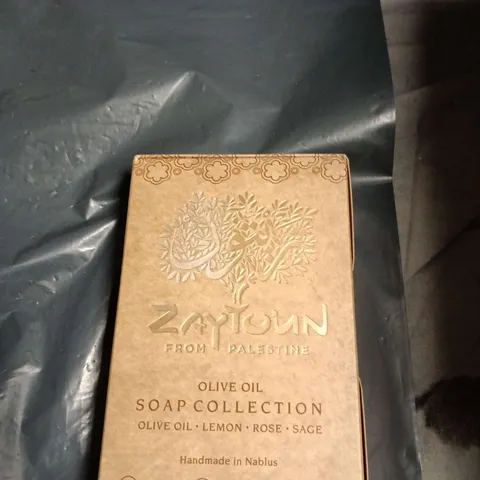 زيتون
ZAYTOUN
FROM PALESTINE
OLIVE OIL
SOAP COLLECTION
OLIVE OIL • LEMON • ROSE • SAGE
Handmade in Nablus